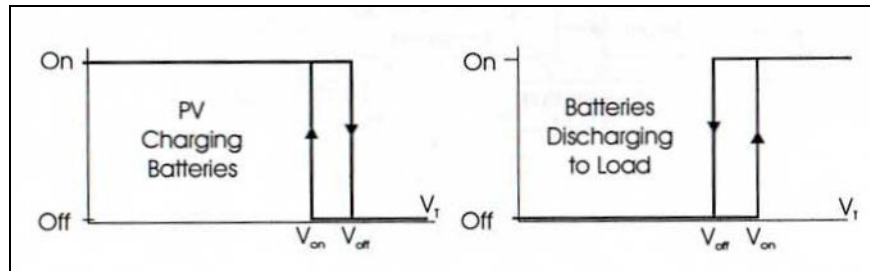 On
PV
Charging
Batteries
Off
V_T
V_on
V_off
On
Batteries
Discharging
to Load
Off
V_T
V_off
V_on